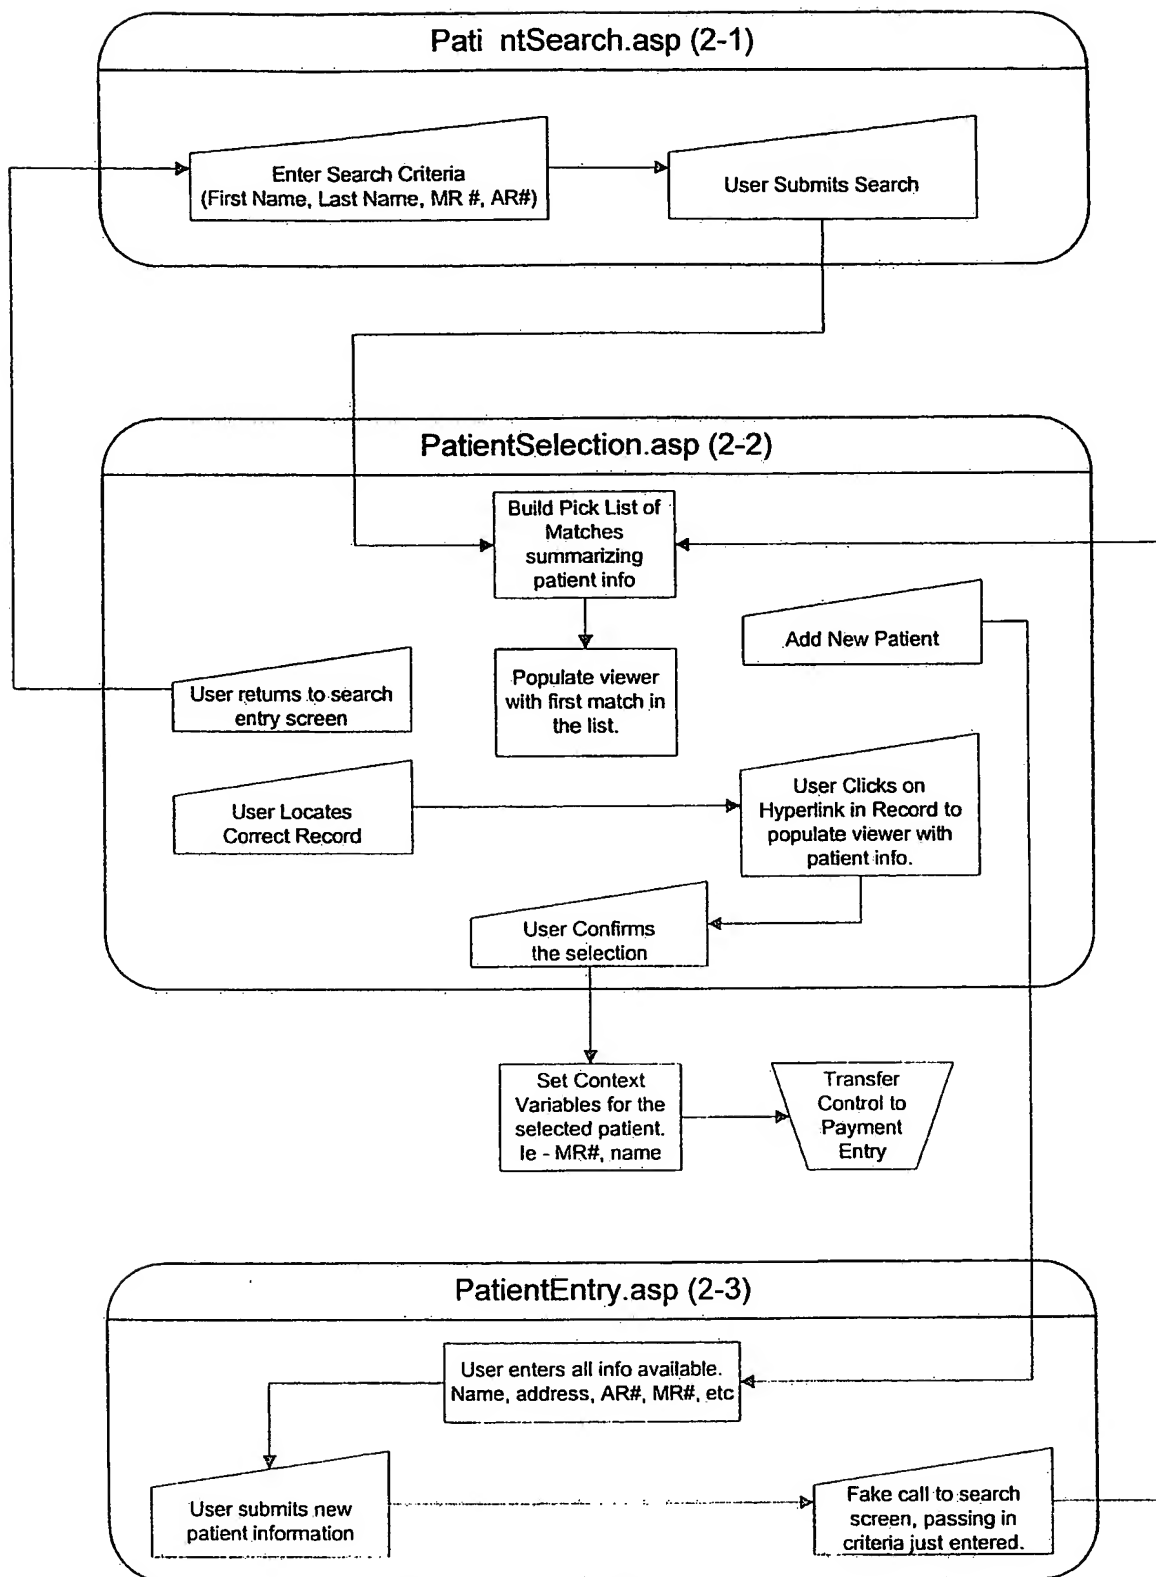 Pati ntSearch.asp (2-1)
Enter Search Criteria
(First Name, Last Name, MR #, AR#)
User Submits Search
PatientSelection.asp (2-2)
Build Pick List of
Matches
summarizing
patient info
Add New Patient
User returns to search
entry screen
Populate viewer
with first match in
the list.
User Locates
Correct Record
User Clicks on
Hyperlink in Record to
populate viewer with
patient info.
User Confirms
the selection
Set Context
Variables for the
selected patient.
Ie - MR#, name
Transfer
Control to
Payment
Entry
PatientEntry.asp (2-3)
User enters all info available.
Name, address, AR#, MR#, etc
User submits new
patient information
Fake call to search
screen, passing in
criteria just entered.